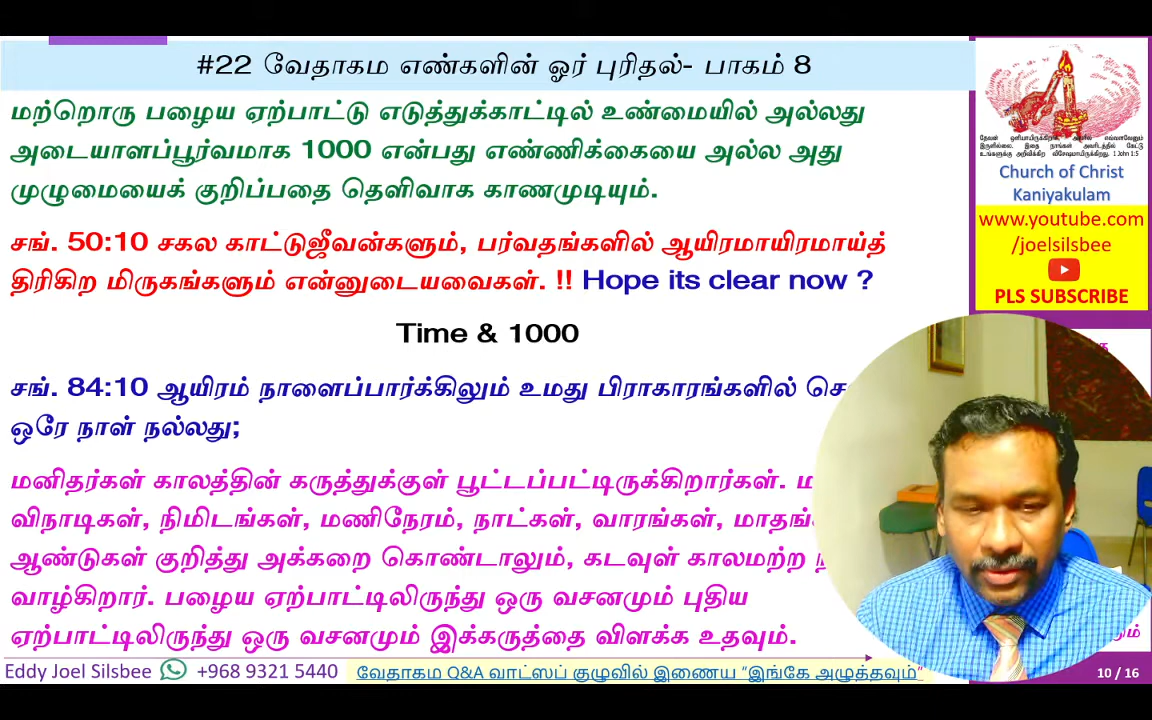 #22 வேதாகம எண்களின் ஓர் புரிதல்- பாகம் 8
மற்றொரு பழைய ஏற்பாட்டு எடுத்துக்காட்டில் உண்மையில் அல்லது
அடையாளப்பூர்வமாக 1000 என்பது எண்ணிக்கையை அல்ல அது
முழுமையைக் குறிப்பதை தெளிவாக காணமுடியும்.
சங். 50:10 சகல காட்டுஜீவன்களும், பர்வதங்களில் ஆயிரமாயிரமாய்த்
திரிகிற மிருகங்களும் என்னுடையவைகள். !! Hope its clear now ?
Time & 1000
சங். 84:10 ஆயிரம் நாளைப்பார்க்கிலும் உமது பிராகாரங்களில்
ஒரே நாள் நல்லது;
மனிதர்கள் காலத்தின் கருத்துக்குள் பூட்டப்பட்டிருக்கிறார்கள்.
விநாடிகள், நிமிடங்கள், மணிநேரம், நாட்கள், வாரங்கள்,
ஆண்டுகள் குறித்து அக்கறை கொண்டாலும், கடவுள் காலமற்ற
வாழ்கிறார். பழைய ஏற்பாட்டிலிருந்து ஒரு வசனமும் புதிய
ஏற்பாட்டிலிருந்து ஒரு வசனமும் இக்கருத்தை விளக்க உதவும்.
Eddy Joel Silsbee +968 9321 5440 வேதாகம Q&A வாட்ஸப் குழுவில் இணைய "இங்கே அழுத்தவும்"
1 John 1:5
Church of Christ
Kaniyakulam
www.youtube.com
/joelsilsbee
PLS SUBSCRIBE
10 / 16